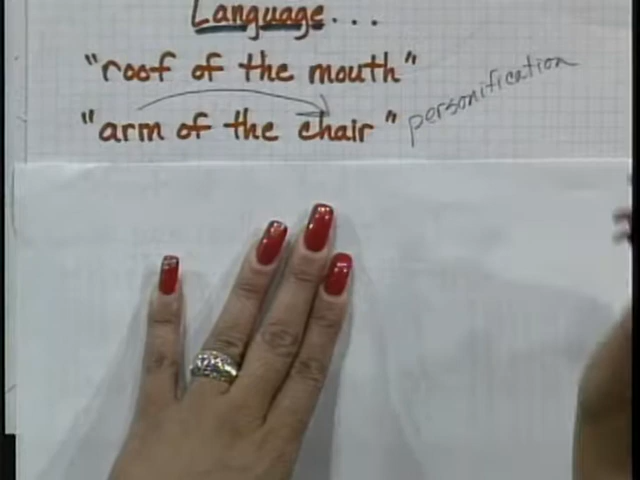 Language...
"roof of the mouth"
"arm of the chair" personification